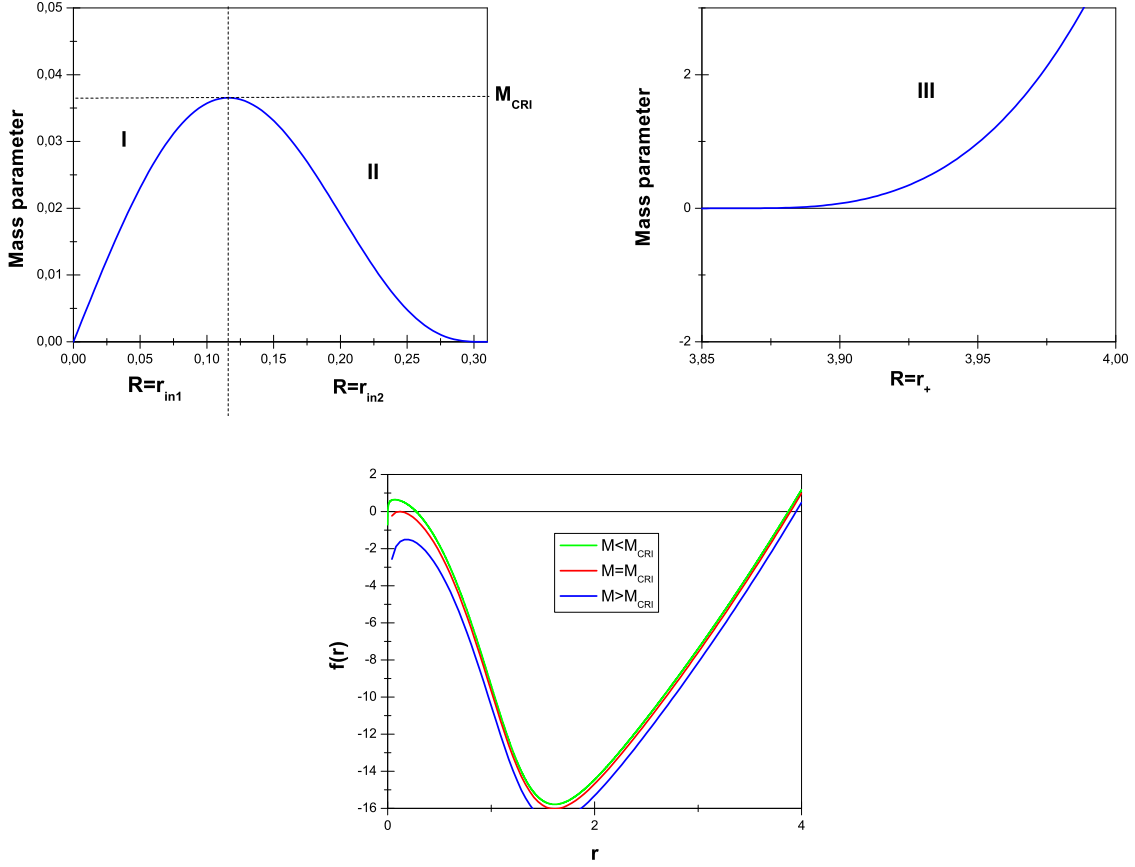 0,05
0,04
0,03
0,02
0,01
0,00
Mass parameter
I
II
M_CRI
0,00 0,05 0,10 0,15 0,20 0,25 0,30
R=r_in1 R=r_in2
2
0
-2
Mass parameter
III
3,85 3,90 3,95 4,00
R=r_+
2
0
-2
-4
-6
-8
-10
-12
-14
-16
f(r)
M<M_CRI
M=M_CRI
M>M_CRI
0 2 4
r